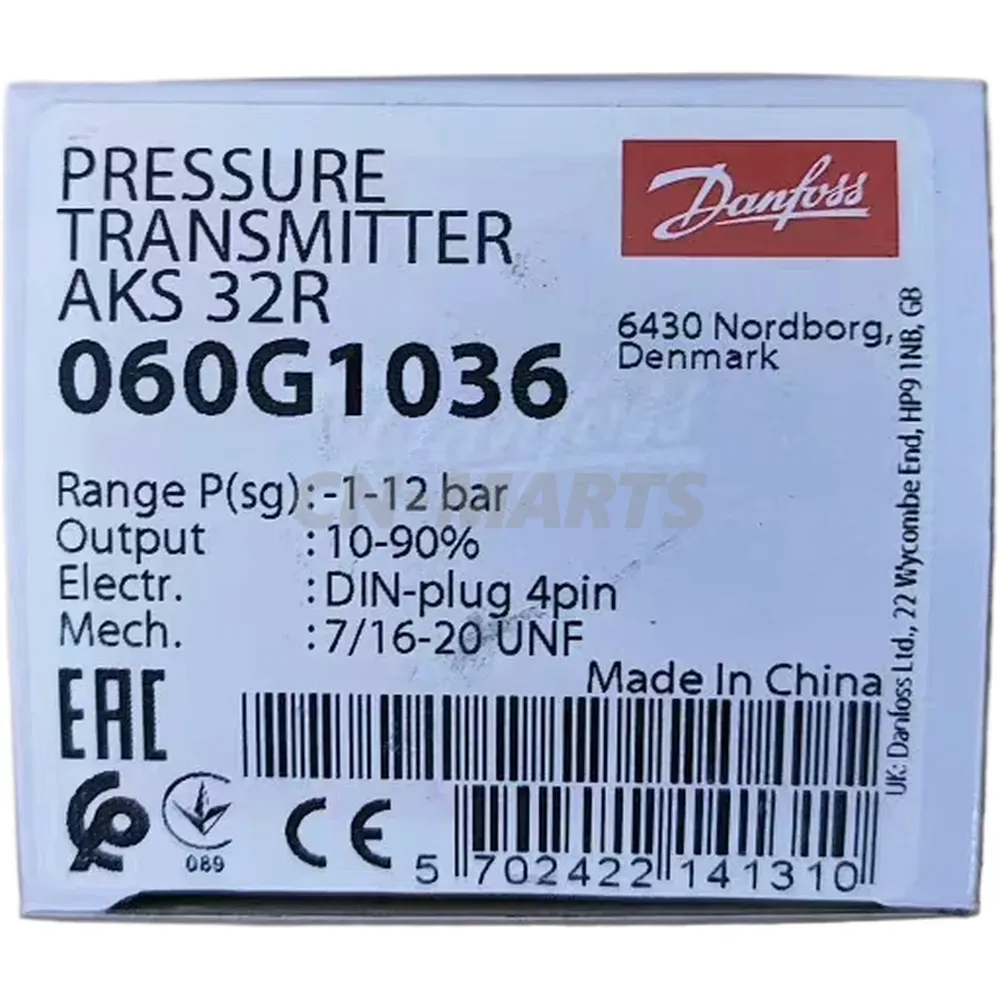 PRESSURE
TRANSMITTER
AKS 32R
060G1036
Danfoss
6430 Nordborg,
Denmark
Range P(sg): -1-12 bar
Output : 10-90%
Electr. : DIN-plug 4pin
Mech. : 7/16-20 UNF
CN-MARTS
Made In China
UK: Danfoss Ltd., 22 Wycombe End, HP9 1NB, GB
EAC
089
CE
5 702422 141310